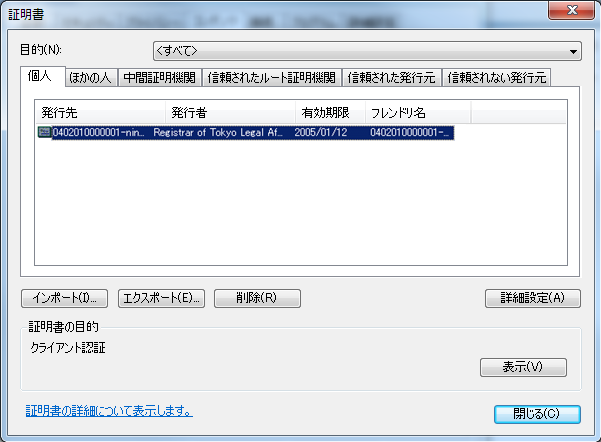 証明書
目的(N):
<すべて>
個人 ほかの人 中間証明機関 信頼されたルート証明機関 信頼された発行元 信頼されない発行元
発行先 発行者 有効期限 フレンドリ名
0402010000001-nin... Registrar of Tokyo Legal Af... 2005/01/12 0402010000001-...
インポート(I)... エクスポート(E)... 削除(R) 詳細設定(A)
証明書の目的
クライアント認証
表示(V)
証明書の詳細について表示します。
閉じる(C)